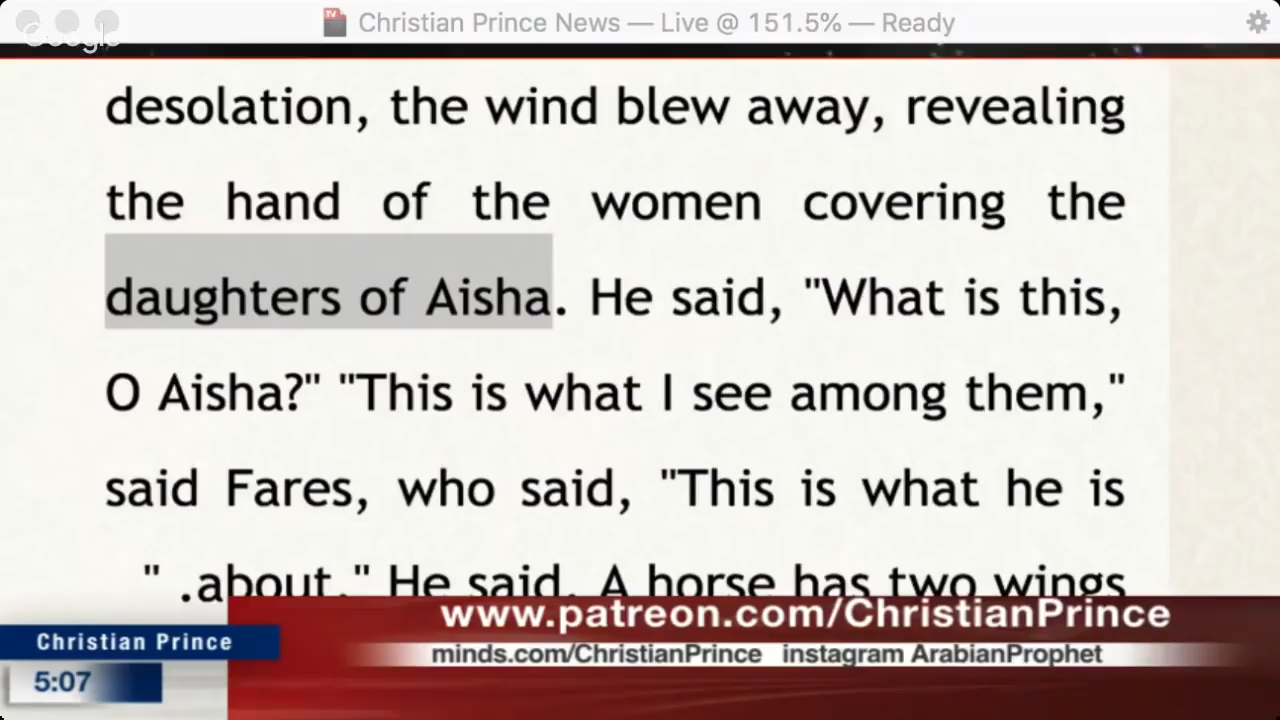 Christian Prince News — Live @ 151.5% — Ready
Google
desolation, the wind blew away, revealing
the hand of the women covering the
daughters of Aisha. He said, "What is this,
O Aisha?" "This is what I see among them,"
said Fares, who said, "This is what he is
" .about." He said, A horse has two wings
www.patreon.com/ChristianPrince
Christian Prince
minds.com/ChristianPrince instagram ArabianProphet
5:07